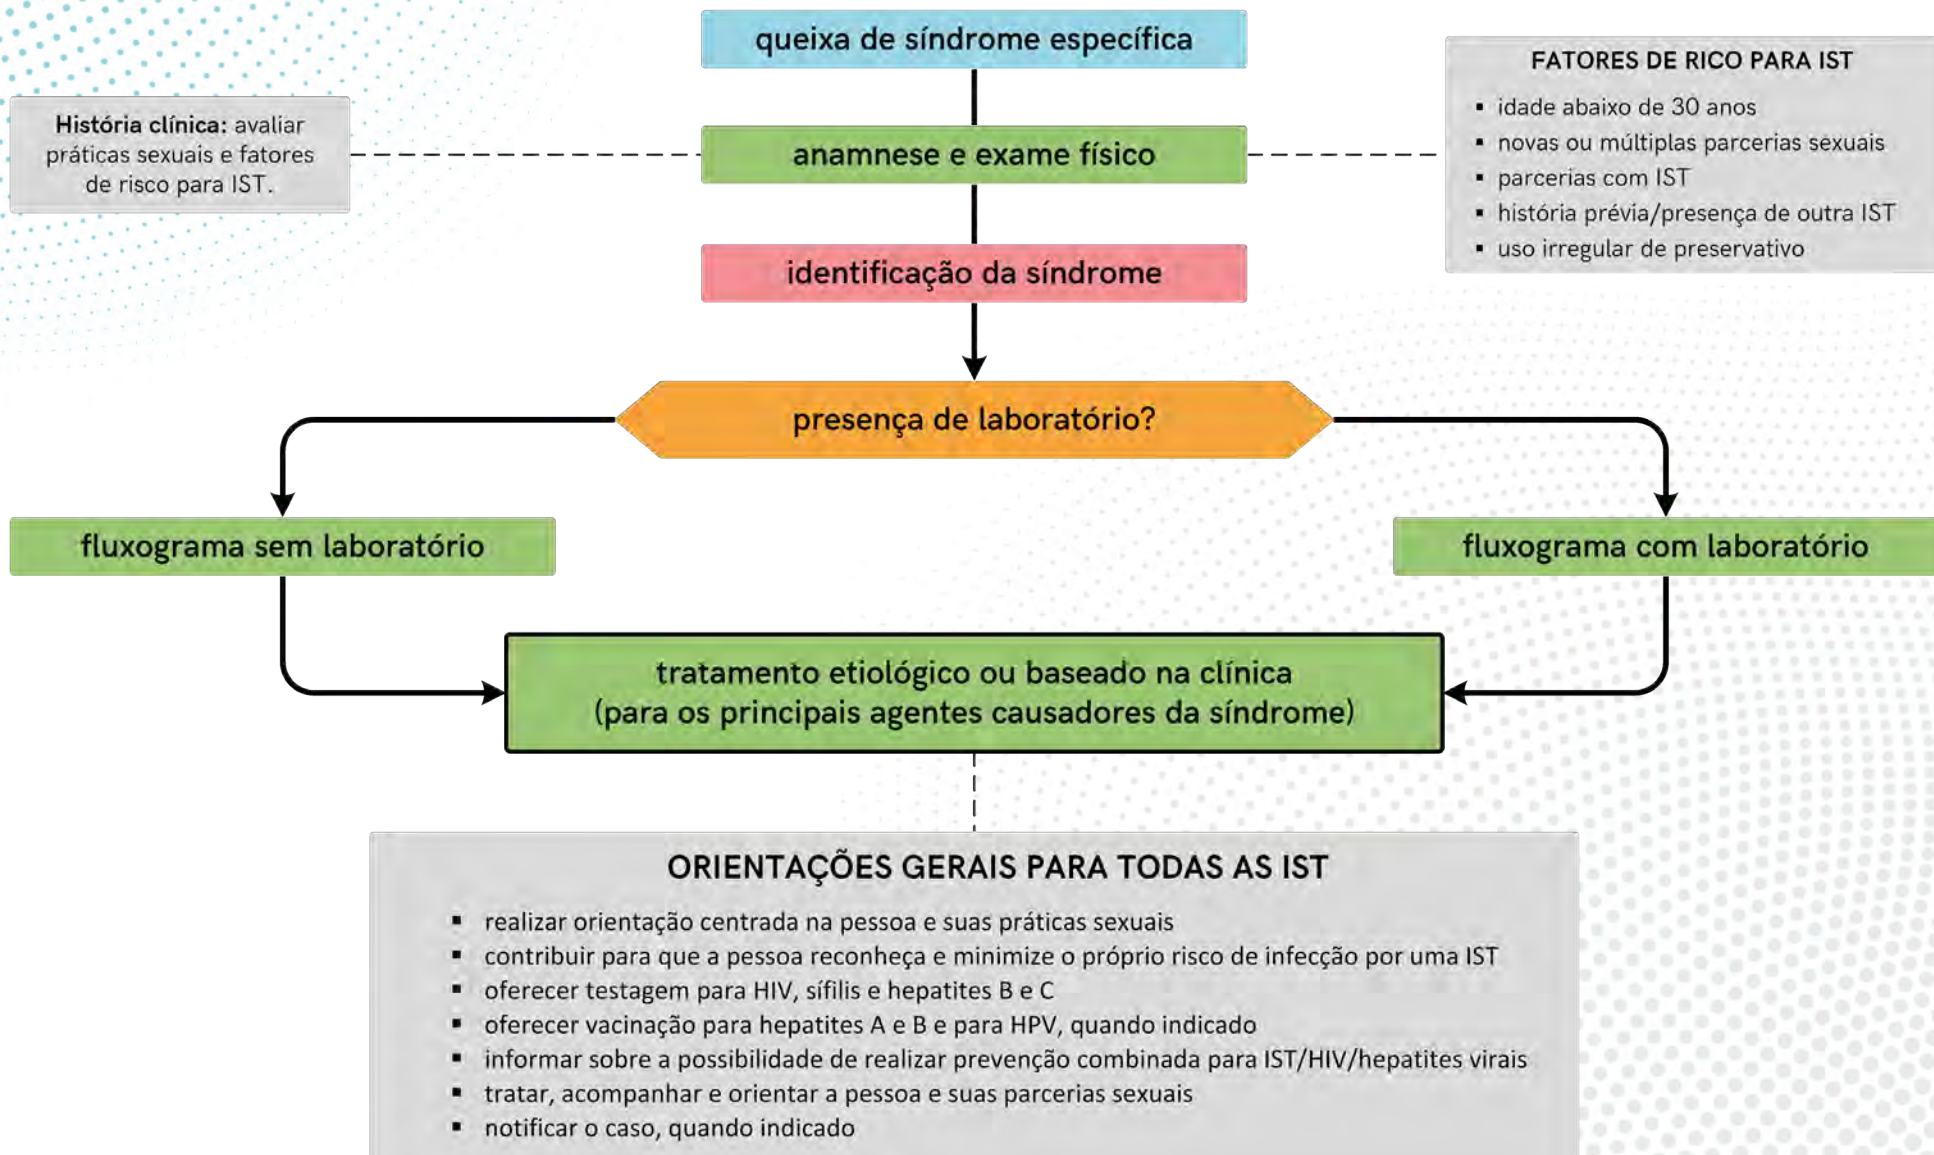 queixa de síndrome específica
História clínica: avaliar
práticas sexuais e fatores
de risco para IST.
anamnese e exame físico
FATORES DE RICO PARA IST
▪ idade abaixo de 30 anos
▪ novas ou múltiplas parcerias sexuais
▪ parcerias com IST
▪ história prévia/presença de outra IST
▪ uso irregular de preservativo
identificação da síndrome
presença de laboratório?
fluxograma sem laboratório
fluxograma com laboratório
tratamento etiológico ou baseado na clínica
(para os principais agentes causadores da síndrome)
ORIENTAÇÕES GERAIS PARA TODAS AS IST
▪ realizar orientação centrada na pessoa e suas práticas sexuais
▪ contribuir para que a pessoa reconheça e minimize o próprio risco de infecção por uma IST
▪ oferecer testagem para HIV, sífilis e hepatites B e C
▪ oferecer vacinação para hepatites A e B e para HPV, quando indicado
▪ informar sobre a possibilidade de realizar prevenção combinada para IST/HIV/hepatites virais
▪ tratar, acompanhar e orientar a pessoa e suas parcerias sexuais
▪ notificar o caso, quando indicado